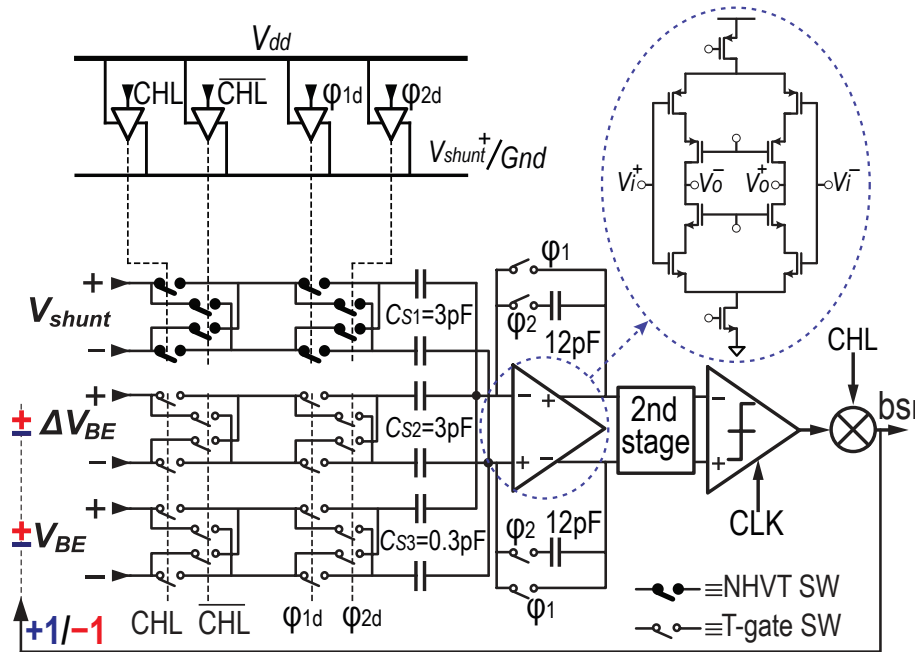 Vdd
CHL
CHL
φ1d
φ2d
Vshunt+/Gnd
Vi+
Vo−
Vo+
Vi−
+
Vshunt
−
CS1=3pF
φ1
φ2
12pF
+
ΔVBE
−
CS2=3pF
− +
+ −
2nd
stage
−
+
CHL
bs
CLK
+
VBE
−
CS3=0.3pF
φ2
12pF
φ1
CHL
CHL
φ1d
φ2d
≡NHVT SW
≡T-gate SW
+1/−1